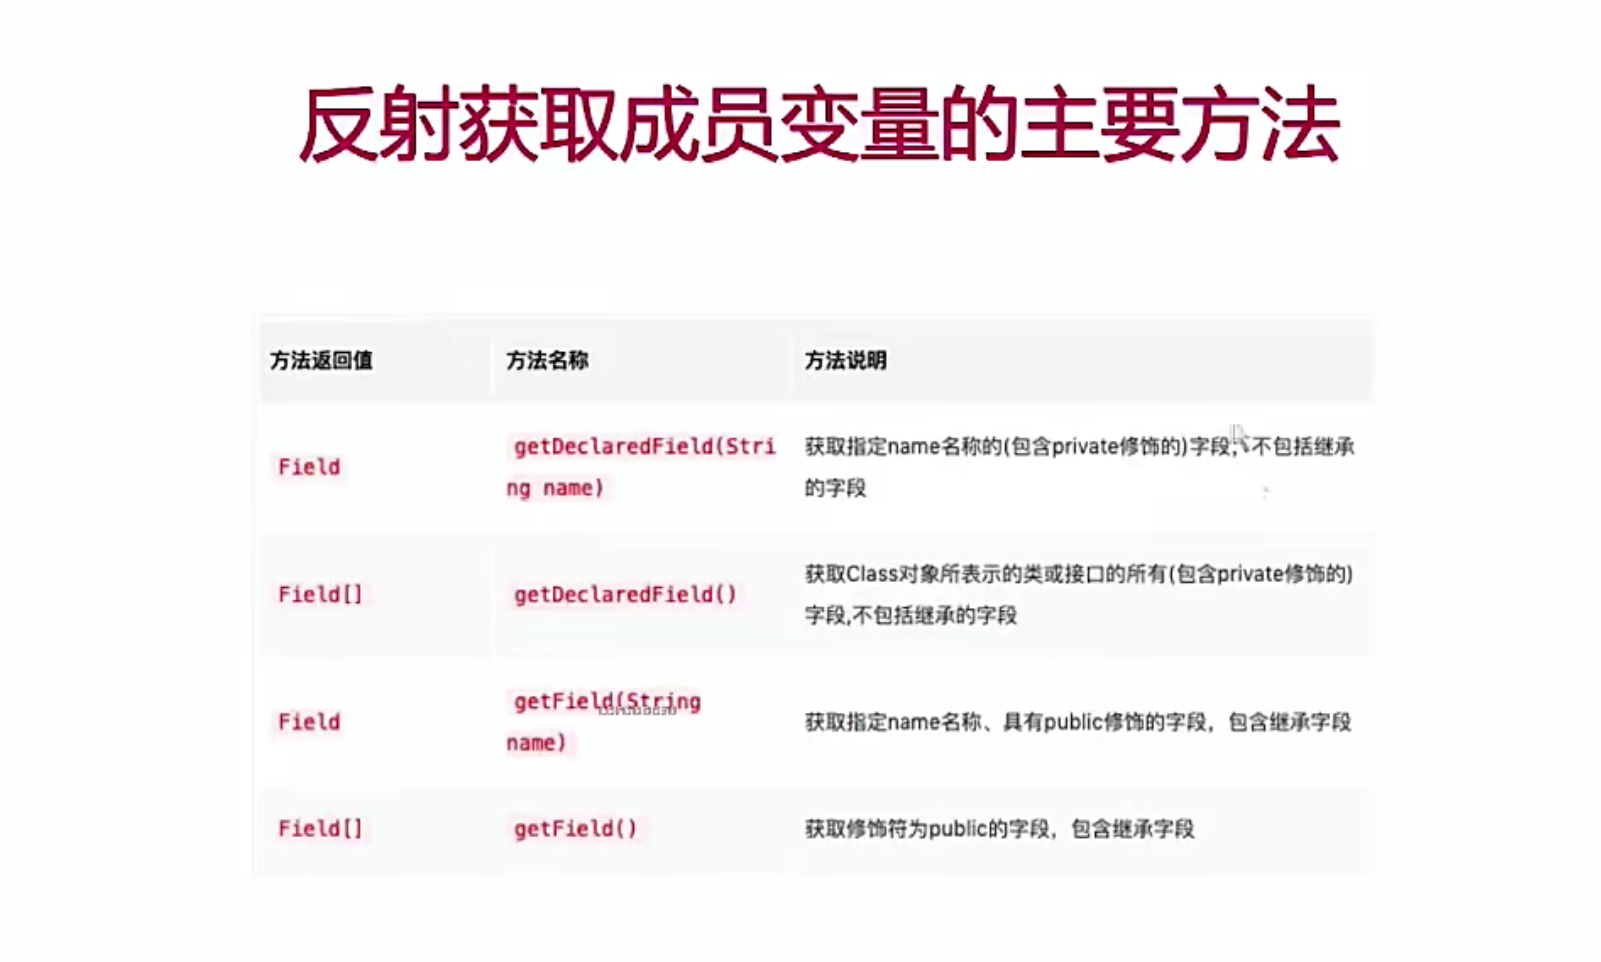 反射获取成员变量的主要方法
方法返回值 方法名称 方法说明
Field
getDeclaredField(Stri
ng name)
获取指定name名称的(包含private修饰的)字段,不包括继承
的字段
Field[]
getDeclaredField()
获取Class对象所表示的类或接口的所有(包含private修饰的)
字段,不包括继承的字段
Field
getField(String
name)
获取指定name名称、具有public修饰的字段，包含继承字段
Field[]
getField()
获取修饰符为public的字段，包含继承字段